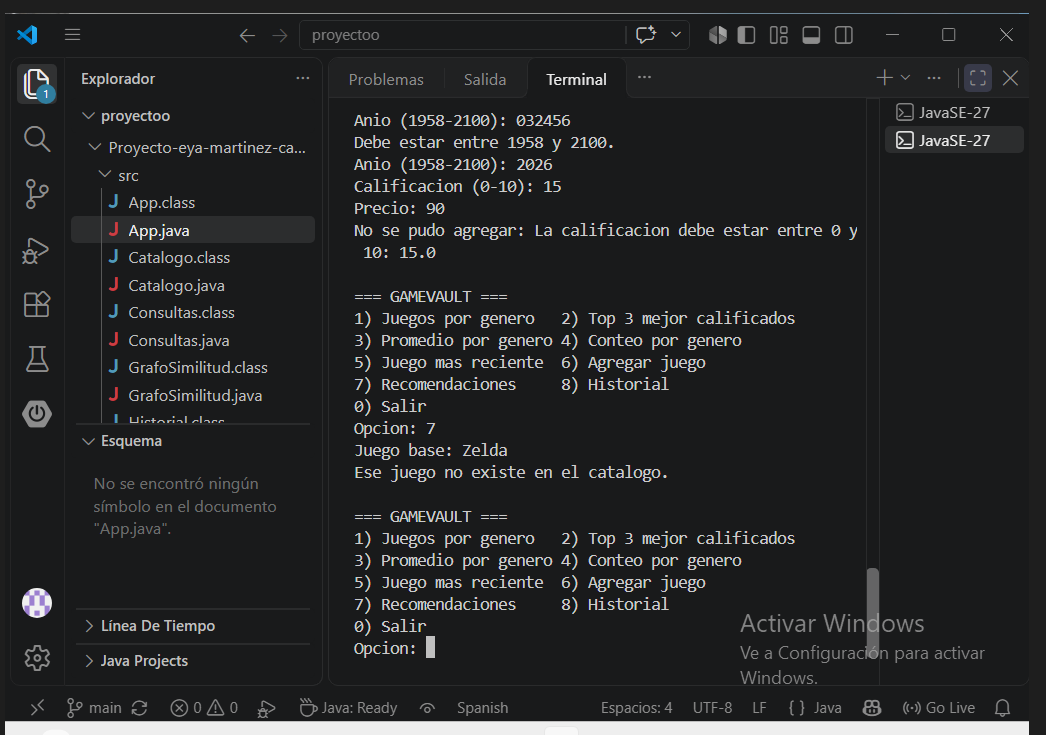 proyectoo
Explorador
Problemas
Salida
Terminal
1
proyectoo
Proyecto-eya-martinez-ca...
src
J App.class
J App.java
J Catalogo.class
J Catalogo.java
J Consultas.class
J Consultas.java
J GrafoSimilitud.class
J GrafoSimilitud.java
J Historial.class
Esquema
No se encontró ningún
símbolo en el documento
"App.java".
Línea De Tiempo
Java Projects
Anio (1958-2100): 032456
Debe estar entre 1958 y 2100.
Anio (1958-2100): 2026
Calificacion (0-10): 15
Precio: 90
No se pudo agregar: La calificacion debe estar entre 0 y
10: 15.0
=== GAMEVAULT ===
1) Juegos por genero 2) Top 3 mejor calificados
3) Promedio por genero 4) Conteo por genero
5) Juego mas reciente 6) Agregar juego
7) Recomendaciones 8) Historial
0) Salir
Opcion: 7
Juego base: Zelda
Ese juego no existe en el catalogo.
=== GAMEVAULT ===
1) Juegos por genero 2) Top 3 mejor calificados
3) Promedio por genero 4) Conteo por genero
5) Juego mas reciente 6) Agregar juego
7) Recomendaciones 8) Historial
0) Salir
Opcion:
JavaSE-27
JavaSE-27
Activar Windows
Ve a Configuración para activar
Windows.
main 0 0 Java: Ready Spanish Espacios: 4 UTF-8 LF {} Java Go Live